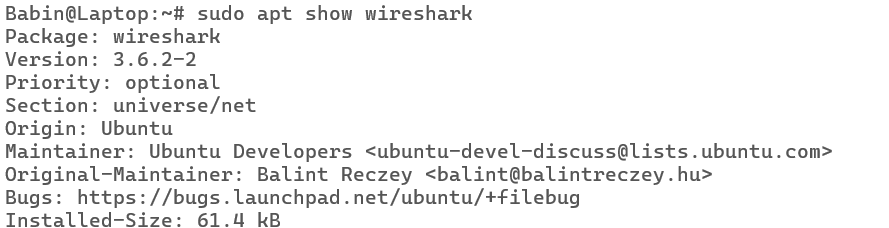 Babin@Laptop:~# sudo apt show wireshark
Package: wireshark
Version: 3.6.2-2
Priority: optional
Section: universe/net
Origin: Ubuntu
Maintainer: Ubuntu Developers <ubuntu-devel-discuss@lists.ubuntu.com>
Original-Maintainer: Balint Reczey <balint@balintreczey.hu>
Bugs: https://bugs.launchpad.net/ubuntu/+filebug
Installed-Size: 61.4 kB